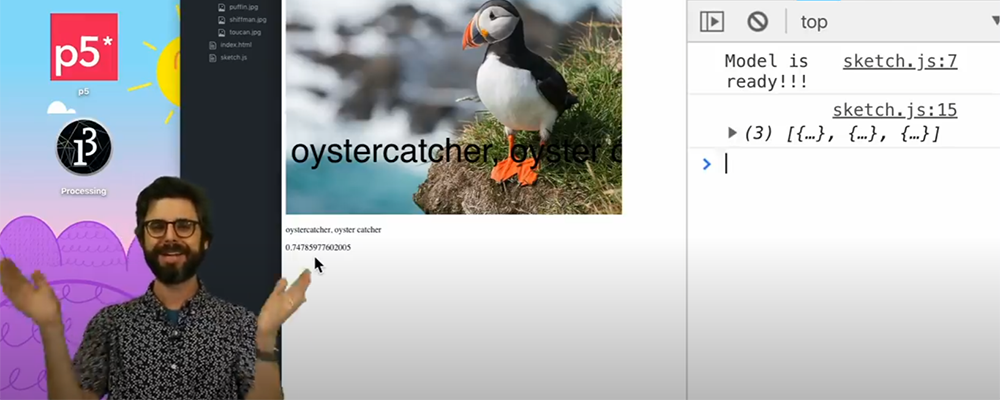 p5*
p5
13
Processing
puffin.jpg
shiffman.jpg
toucan.jpg
index.html
sketch.js
oystercatcher, oyster c
oystercatcher, oyster catcher
0.74785977602005
top
Model is
ready!!!
sketch.js:7
sketch.js:15
(3) [{…}, {…}, {…}]